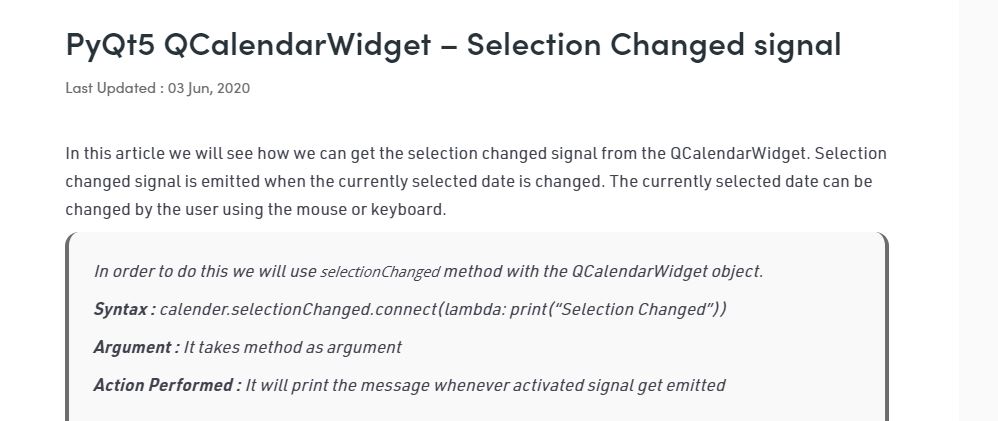 PyQt5 QCalendarWidget – Selection Changed signal
Last Updated : 03 Jun, 2020
In this article we will see how we can get the selection changed signal from the QCalendarWidget. Selection
changed signal is emitted when the currently selected date is changed. The currently selected date can be
changed by the user using the mouse or keyboard.
In order to do this we will use selectionChanged method with the QCalendarWidget object.
Syntax : calender.selectionChanged.connect(lambda: print(“Selection Changed”))
Argument : It takes method as argument
Action Performed : It will print the message whenever activated signal get emitted